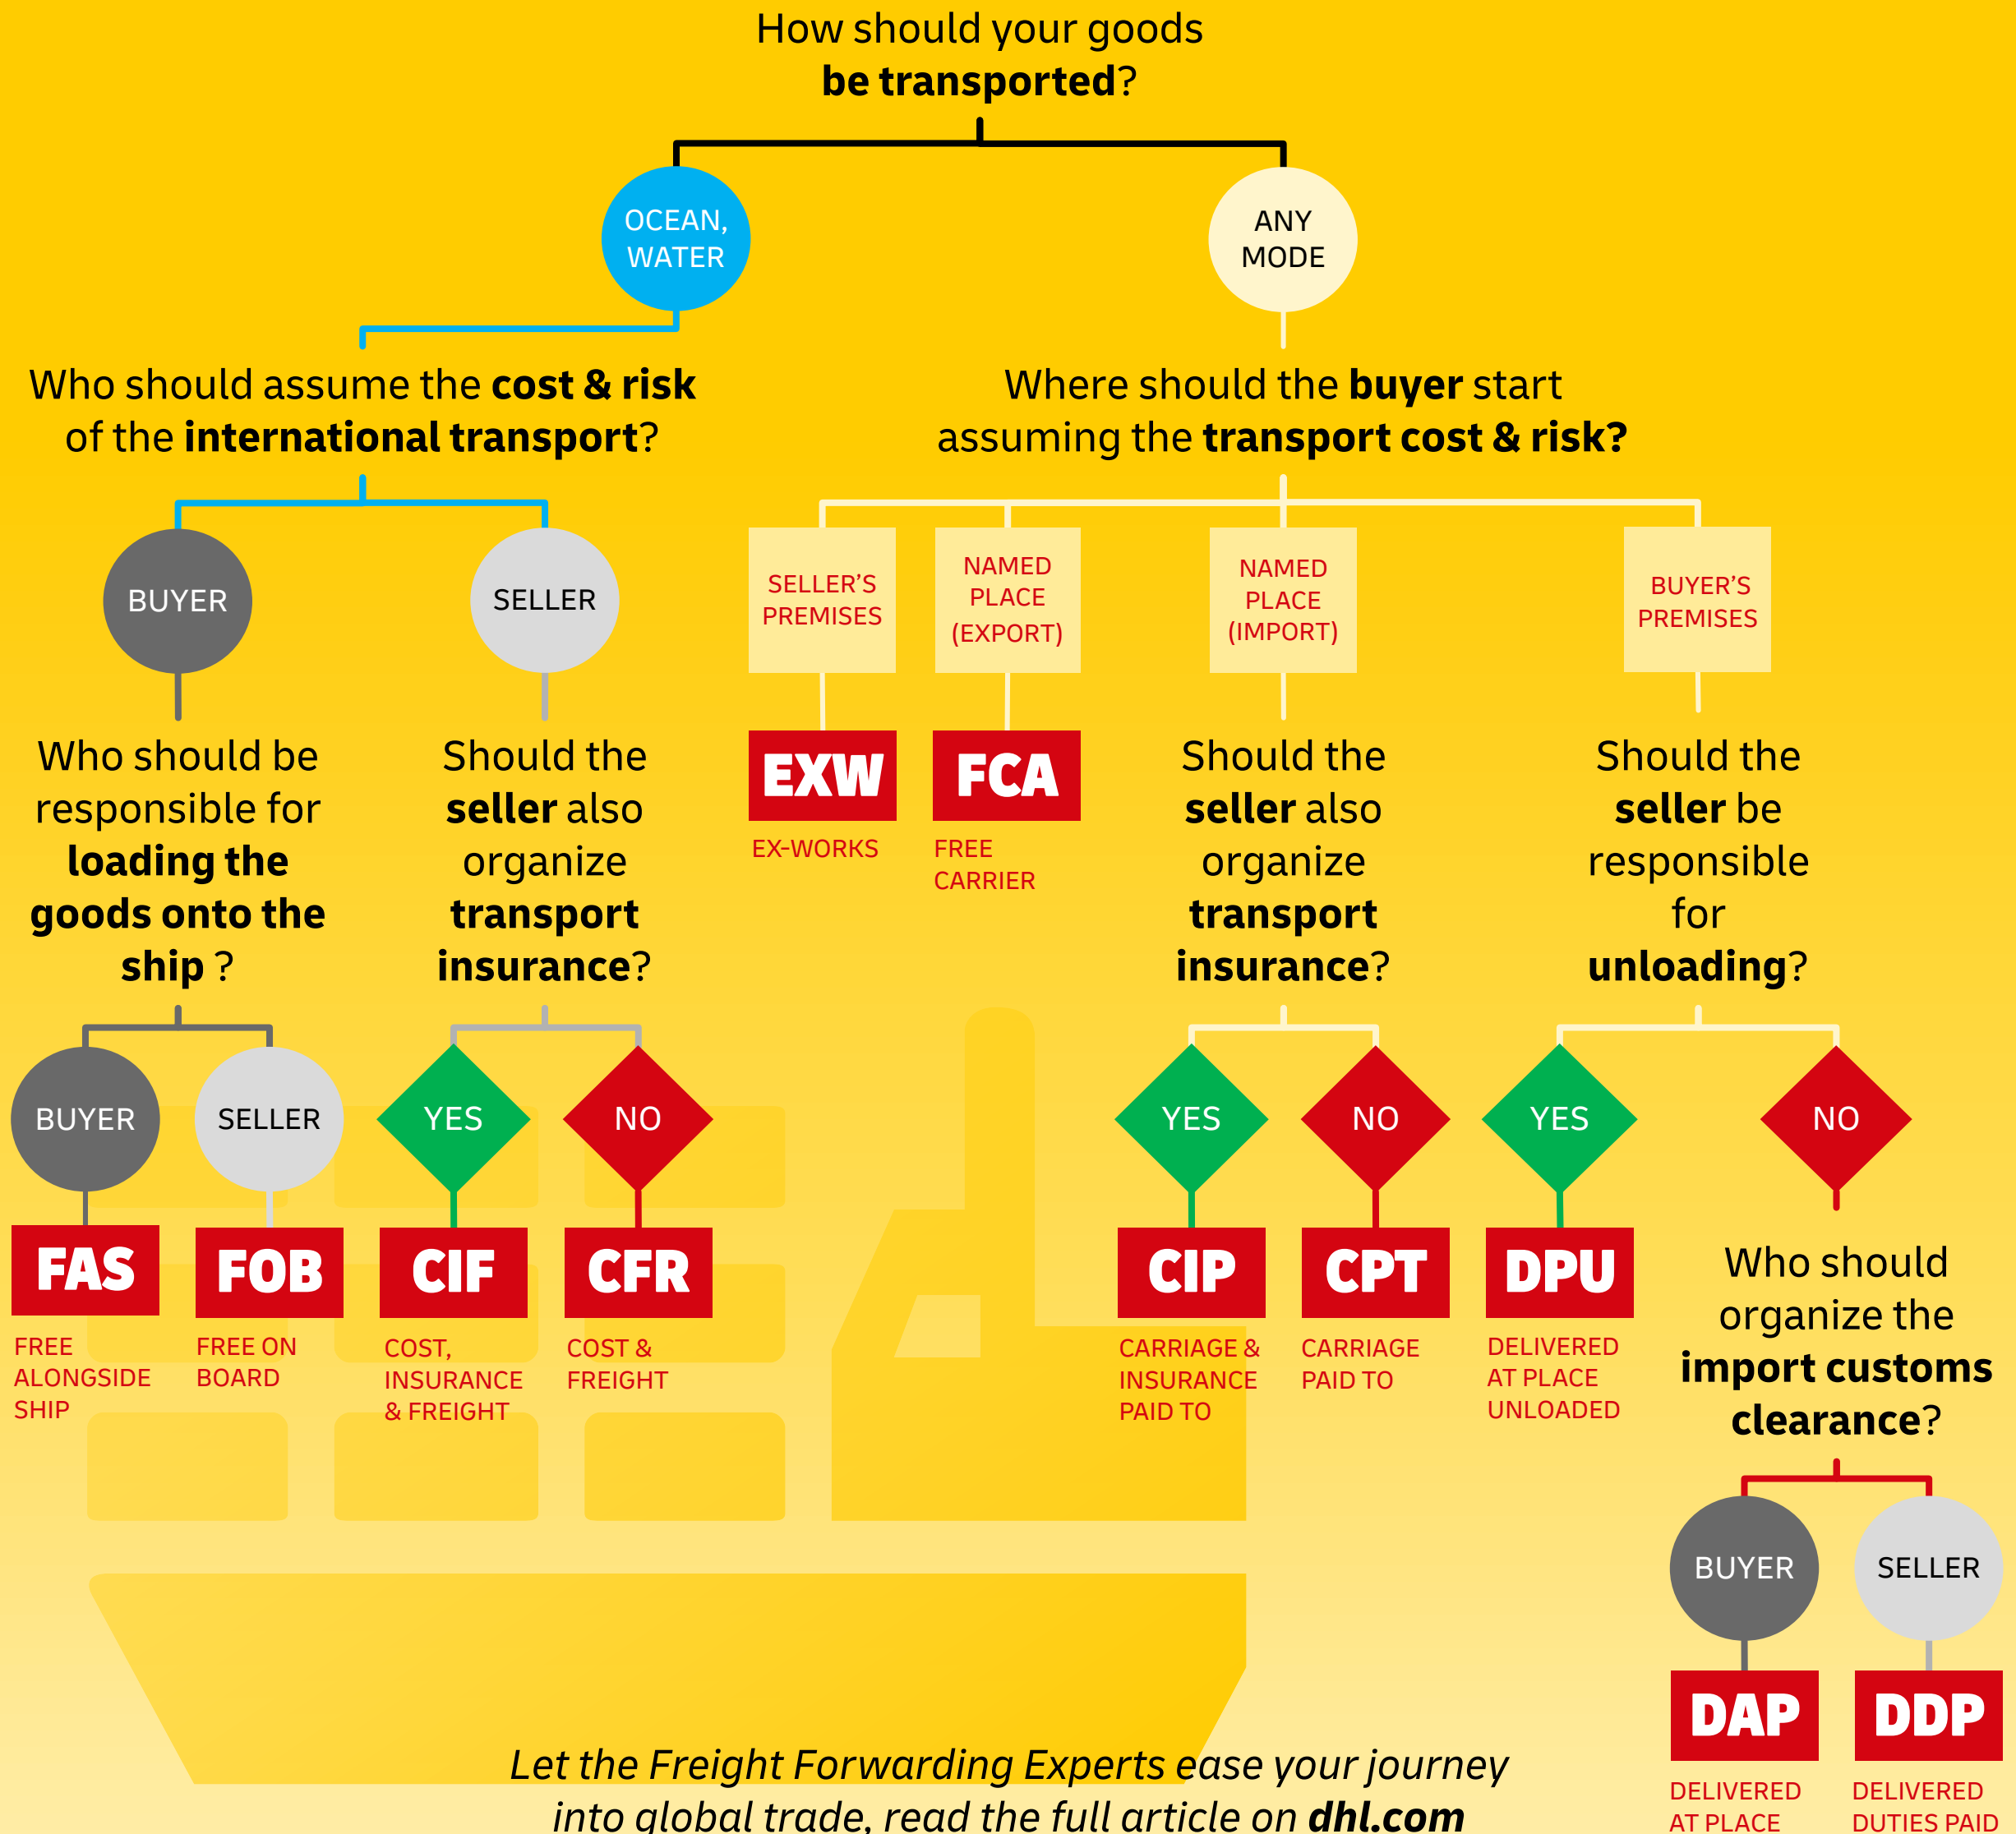 How should your goods
be transported?
OCEAN,
WATER
ANY
MODE
Who should assume the cost & risk
of the international transport?
Where should the buyer start
assuming the transport cost & risk?
BUYER
SELLER
SELLER'S
PREMISES
NAMED
PLACE
(EXPORT)
NAMED
PLACE
(IMPORT)
BUYER'S
PREMISES
Who should be
responsible for
loading the
goods onto the
ship ?
Should the
seller also
organize
transport
insurance?
EXW
EX-WORKS
FCA
FREE
CARRIER
Should the
seller also
organize
transport
insurance?
Should the
seller be
responsible
for
unloading?
BUYER
SELLER
YES
NO
YES
NO
YES
NO
FAS
FREE
ALONGSIDE
SHIP
FOB
FREE ON
BOARD
CIF
COST,
INSURANCE
& FREIGHT
CFR
COST &
FREIGHT
CIP
CARRIAGE &
INSURANCE
PAID TO
CPT
CARRIAGE
PAID TO
DPU
DELIVERED
AT PLACE
UNLOADED
Who should
organize the
import customs
clearance?
BUYER
SELLER
DAP
DELIVERED
AT PLACE
DDP
DELIVERED
DUTIES PAID
Let the Freight Forwarding Experts ease your journey
into global trade, read the full article on dhl.com